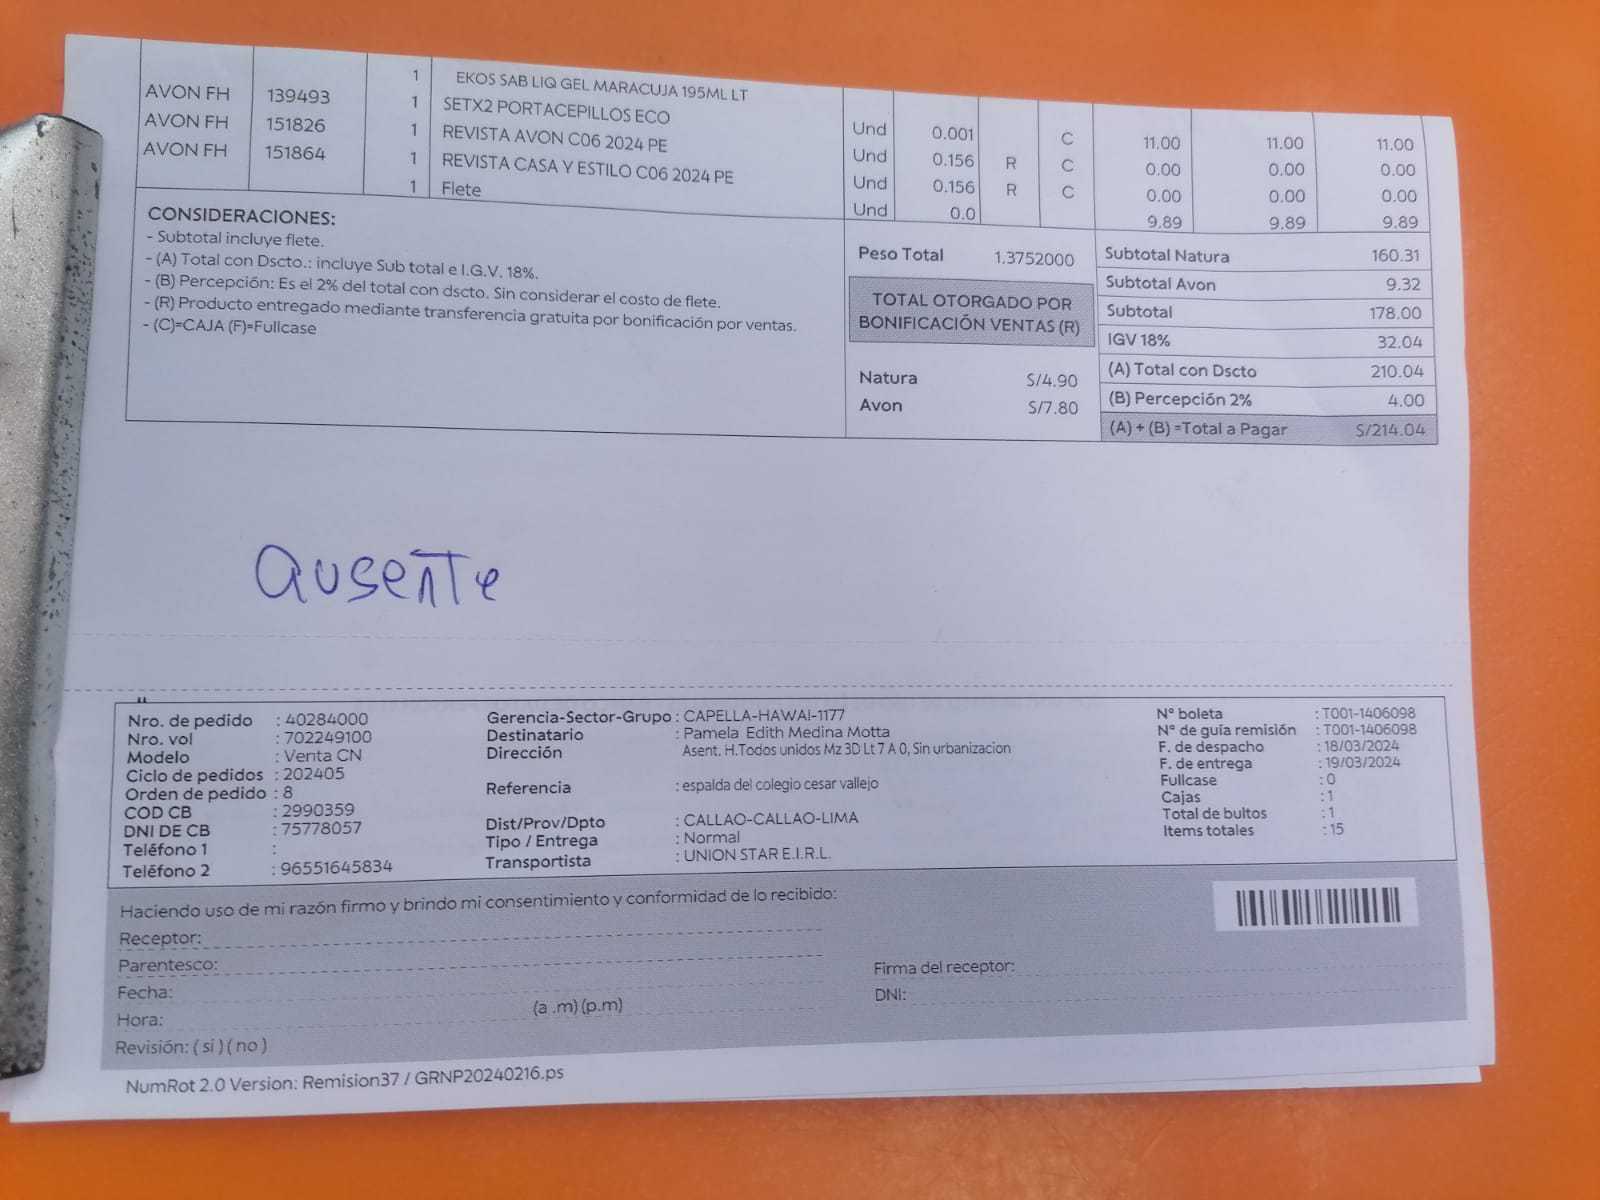 1 EKOS SAB LIQ GEL MARACUJA 195ML LT
AVON FH 139493 1 SETX2 PORTACEPILLOS ECO Und 0.001 C 11.00 11.00 11.00
AVON FH 151826 1 REVISTA AVON C06 2024 PE Und 0.156 R C 0.00 0.00 0.00
AVON FH 151864 1 REVISTA CASA Y ESTILO C06 2024 PE Und 0.156 R C 0.00 0.00 0.00
1 Flete Und 0.0 9.89 9.89 9.89
CONSIDERACIONES:
- Subtotal incluye flete.
- (A) Total con Dscto.: incluye Sub total e I.G.V. 18%.
- (B) Percepción: Es el 2% del total con dscto. Sin considerar el costo de flete.
- (R) Producto entregado mediante transferencia gratuita por bonificación por ventas.
- (C)=CAJA (F)=Fullcase
Peso Total 1.3752000
TOTAL OTORGADO POR
BONIFICACIÓN VENTAS (R)
Natura S/4.90
Avon S/7.80
Subtotal Natura 160.31
Subtotal Avon 9.32
Subtotal 178.00
IGV 18% 32.04
(A) Total con Dscto 210.04
(B) Percepción 2% 4.00
(A) + (B) =Total a Pagar S/214.04
ausente
Nro. de pedido : 40284000
Nro. vol : 702249100
Modelo : Venta CN
Ciclo de pedidos : 202405
Orden de pedido : 8
COD CB : 2990359
DNI DE CB : 75778057
Teléfono 1 :
Teléfono 2 : 96551645834
Gerencia-Sector-Grupo : CAPELLA-HAWAI-1177
Destinatario : Pamela Edith Medina Motta
Dirección Asent. H.Todos unidos Mz 3D Lt 7 A 0, Sin urbanizacion
Referencia : espalda del colegio cesar vallejo
Dist/Prov/Dpto : CALLAO-CALLAO-LIMA
Tipo / Entrega : Normal
Transportista : UNION STAR E.I.R.L.
N° boleta : T001-1406098
N° de guía remisión : T001-1406098
F. de despacho : 18/03/2024
F. de entrega : 19/03/2024
Fullcase : 0
Cajas : 1
Total de bultos : 1
Items totales : 15
Haciendo uso de mi razón firmo y brindo mi consentimiento y conformidad de lo recibido:
Receptor:
Parentesco:
Fecha:
Hora: (a .m) (p.m)
Revisión: ( si ) ( no )
Firma del receptor:
DNI:
NumRot 2.0 Version: Remision37 / GRNP20240216.ps